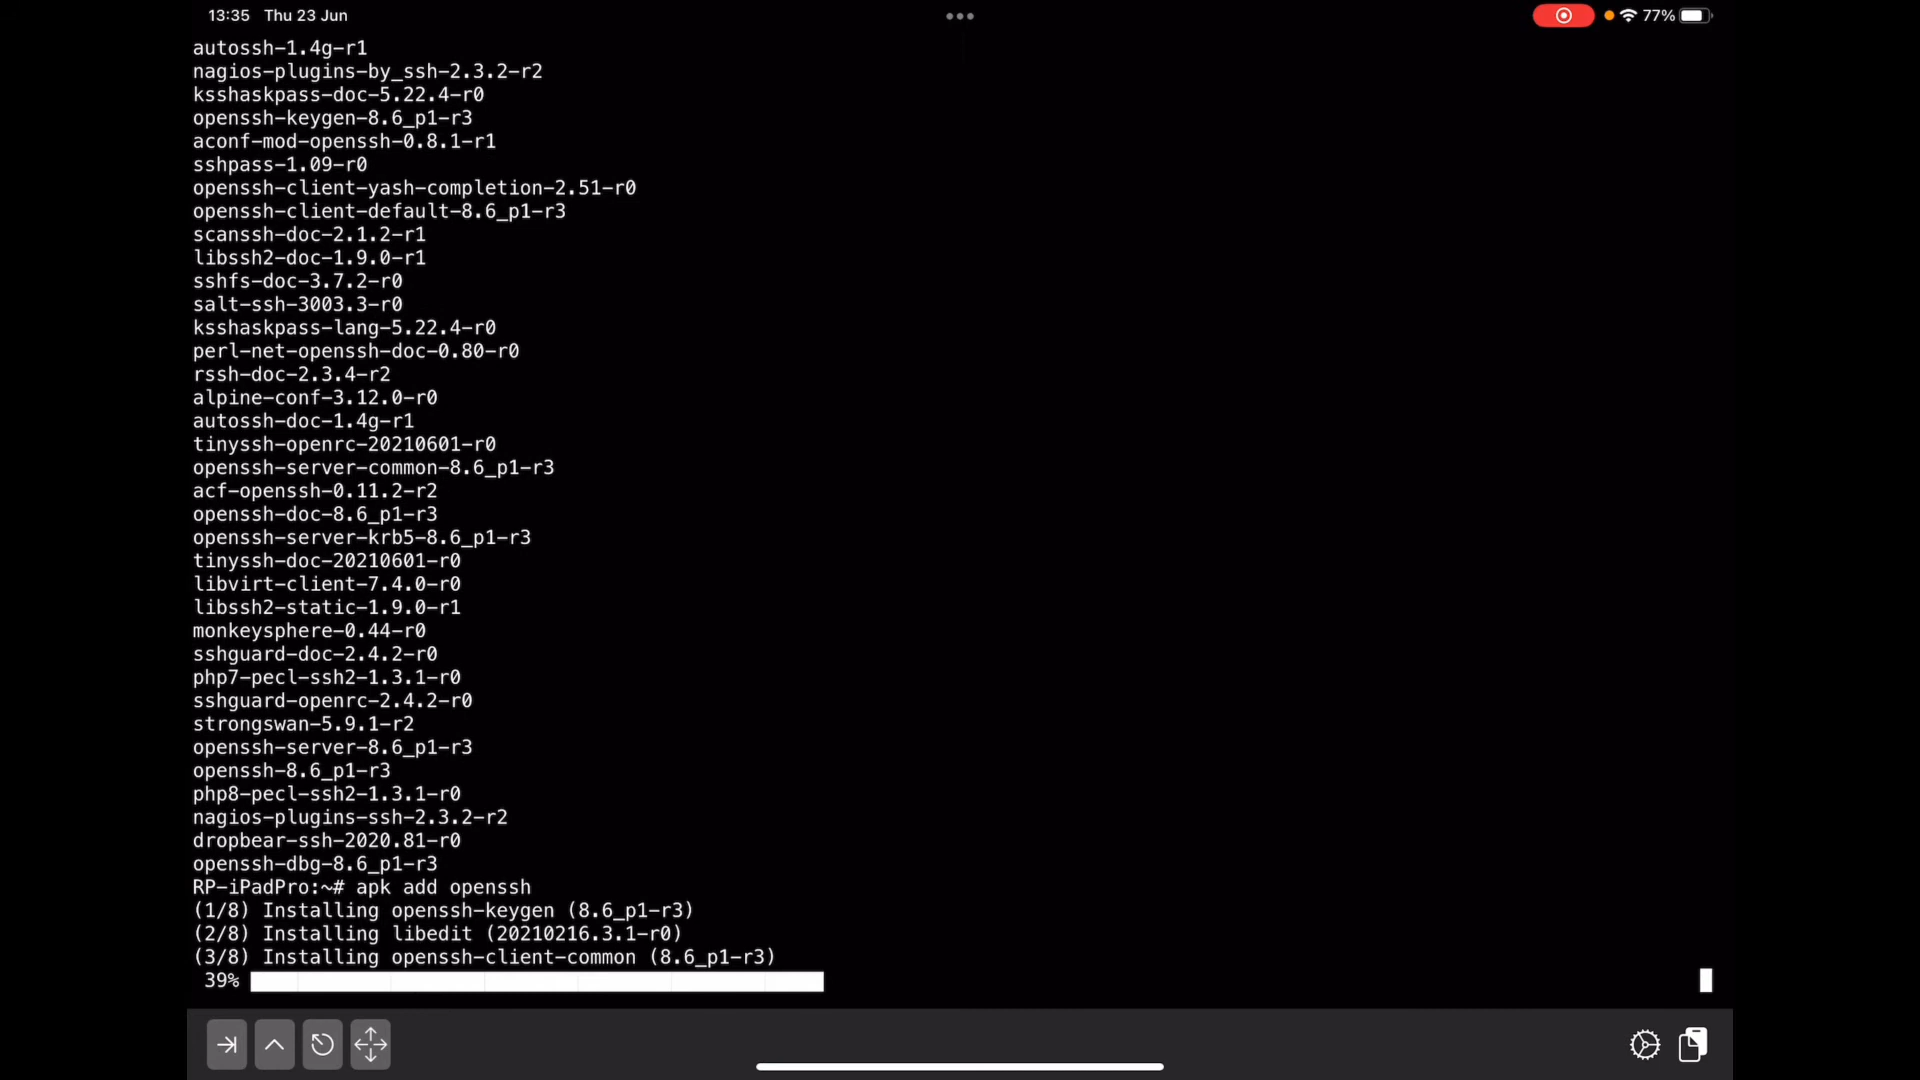 13:35 Thu 23 Jun
77%
autossh-1.4g-r1
nagios-plugins-by_ssh-2.3.2-r2
ksshaskpass-doc-5.22.4-r0
openssh-keygen-8.6_p1-r3
aconf-mod-openssh-0.8.1-r1
sshpass-1.09-r0
openssh-client-yash-completion-2.51-r0
openssh-client-default-8.6_p1-r3
scanssh-doc-2.1.2-r1
libssh2-doc-1.9.0-r1
sshfs-doc-3.7.2-r0
salt-ssh-3003.3-r0
ksshaskpass-lang-5.22.4-r0
perl-net-openssh-doc-0.80-r0
rssh-doc-2.3.4-r2
alpine-conf-3.12.0-r0
autossh-doc-1.4g-r1
tinyssh-openrc-20210601-r0
openssh-server-common-8.6_p1-r3
acf-openssh-0.11.2-r2
openssh-doc-8.6_p1-r3
openssh-server-krb5-8.6_p1-r3
tinyssh-doc-20210601-r0
libvirt-client-7.4.0-r0
libssh2-static-1.9.0-r1
monkeysphere-0.44-r0
sshguard-doc-2.4.2-r0
php7-pecl-ssh2-1.3.1-r0
sshguard-openrc-2.4.2-r0
strongswan-5.9.1-r2
openssh-server-8.6_p1-r3
openssh-8.6_p1-r3
php8-pecl-ssh2-1.3.1-r0
nagios-plugins-ssh-2.3.2-r2
dropbear-ssh-2020.81-r0
openssh-dbg-8.6_p1-r3
RP-iPadPro:~# apk add openssh
(1/8) Installing openssh-keygen (8.6_p1-r3)
(2/8) Installing libedit (20210216.3.1-r0)
(3/8) Installing openssh-client-common (8.6_p1-r3)
39%